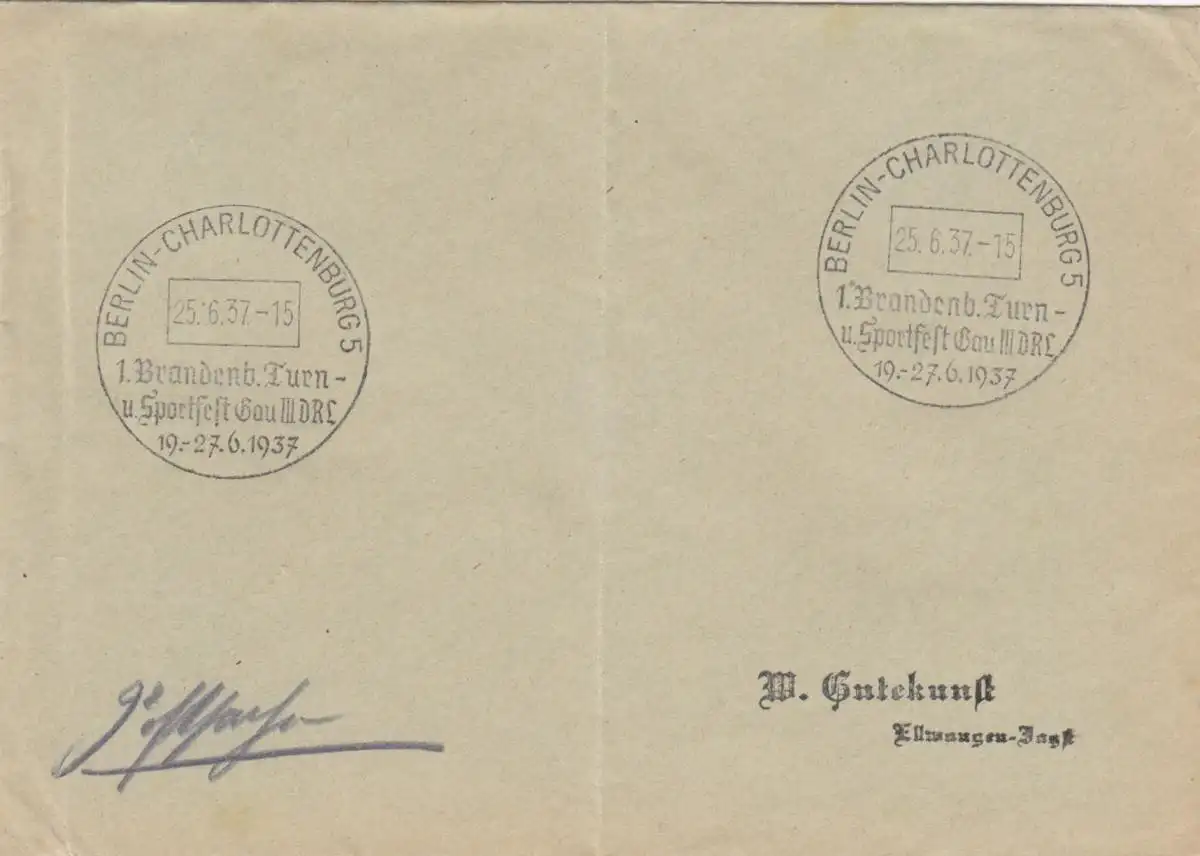 BERLIN-CHARLOTTENBURG 5
25.6.37.-15
1. Brandenb. Turn-
u. Sportfest Gau III DRL
19.-27.6.1937
BERLIN-CHARLOTTENBURG 5
25.6.37.-15
1. Brandenb. Turn-
u. Sportfest Gau III DRL
19.-27.6.1937
W. Gutekunst
Ellwangen-Jagst